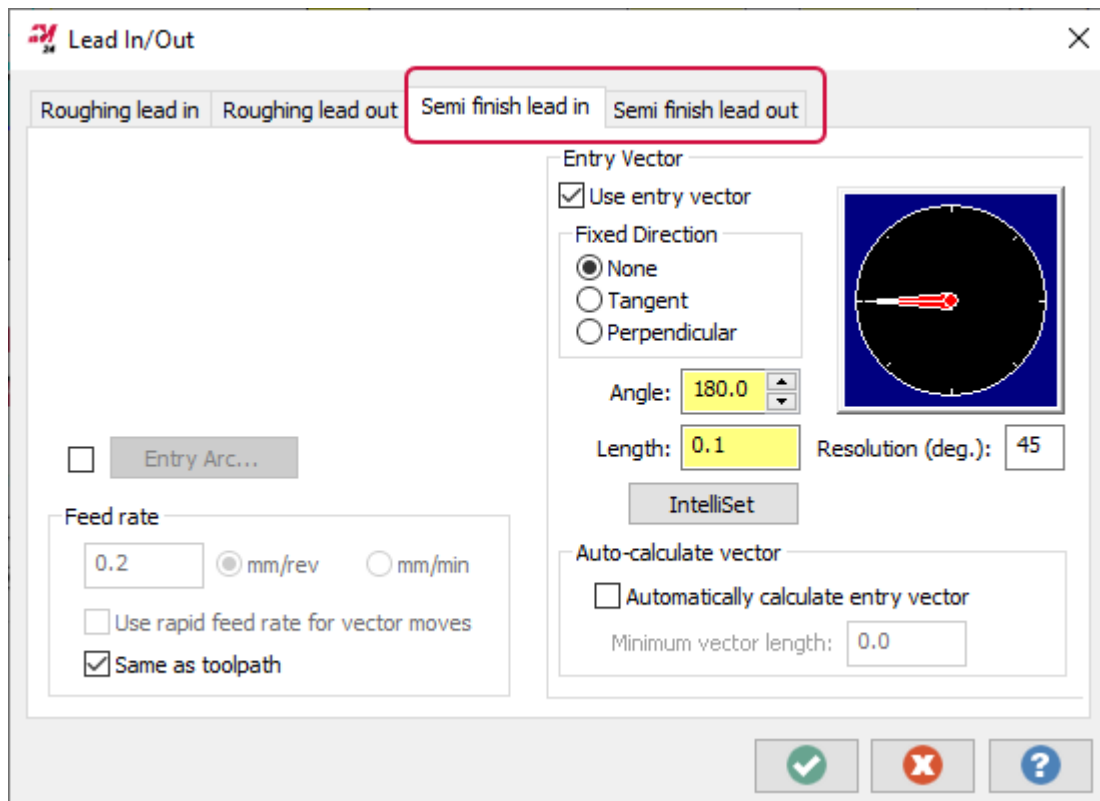 Lead In/Out
24
Roughing lead in
Roughing lead out
Semi finish lead in
Semi finish lead out
Entry Vector
Use entry vector
Fixed Direction
None
Tangent
Perpendicular
Angle: 180.0
Length: 0.1
Resolution (deg.): 45
IntelliSet
Entry Arc...
Feed rate
0.2 mm/rev mm/min
Use rapid feed rate for vector moves
Same as toolpath
Auto-calculate vector
Automatically calculate entry vector
Minimum vector length: 0.0